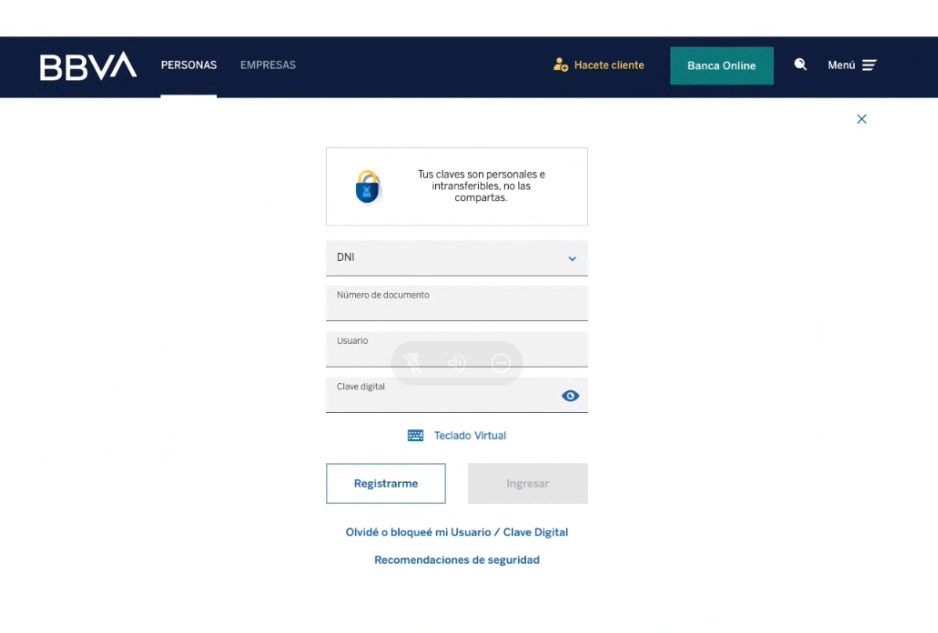 BBVA PERSONAS EMPRESAS Hacete cliente Banca Online Menú
Tus claves son personales e
intransferibles, no las
compartas.
DNI
Número de documento
Usuario
Clave digital
Teclado Virtual
Registrarme Ingresar
Olvidé o bloqueé mi Usuario / Clave Digital
Recomendaciones de seguridad